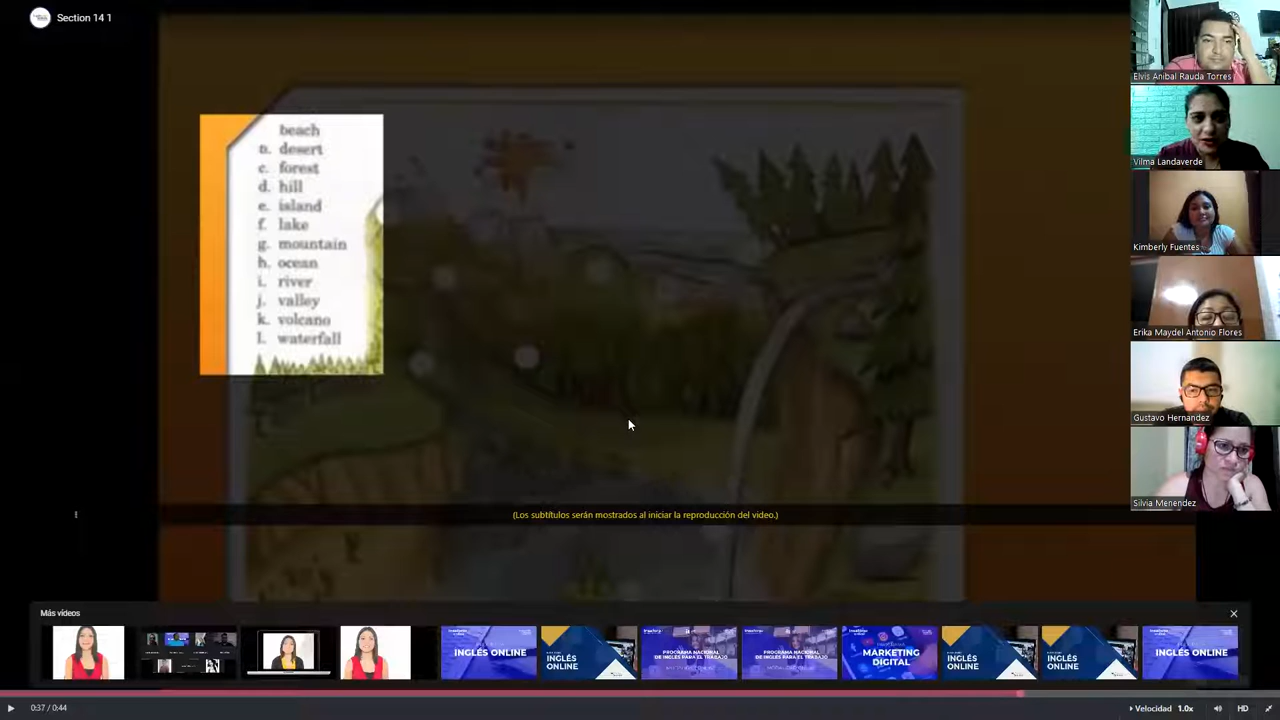 Section 14 1
beach
b. desert
c. forest
d. hill
e. island
f. lake
g. mountain
h. ocean
i. river
j. valley
k. volcano
l. waterfall
(Los subtítulos serán mostrados al iniciar la reproducción del video.)
Más vídeos
INGLÉS ONLINE
INGLÉS ONLINE
PROGRAMA NACIONAL DE INGLÉS PARA EL TRABAJO
PROGRAMA NACIONAL DE INGLÉS PARA EL TRABAJO
MARKETING DIGITAL
INGLÉS ONLINE
INGLÉS ONLINE
INGLÉS ONLINE
0:37 / 0:44
Velocidad 1.0x
HD
Elvis Anibal Rauda Torres
Vilma Landaverde
Kimberly Fuentes
Erika Maydel Antonio Flores
Gustavo Hernandez
Silvia Menendez